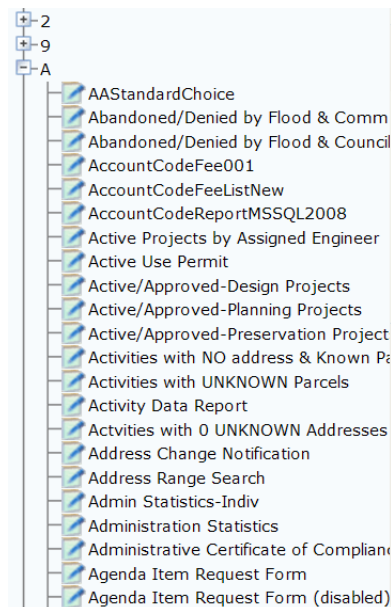 2
9
A
AAStandardChoice
Abandoned/Denied by Flood & Comm
Abandoned/Denied by Flood & Council
AccountCodeFee001
AccountCodeFeeListNew
AccountCodeReportMSSQL2008
Active Projects by Assigned Engineer
Active Use Permit
Active/Approved-Design Projects
Active/Approved-Planning Projects
Active/Approved-Preservation Project
Activities with NO address & Known Pa
Activities with UNKNOWN Parcels
Activity Data Report
Actvities with 0 UNKNOWN Addresses
Address Change Notification
Address Range Search
Admin Statistics-Indiv
Administration Statistics
Administrative Certificate of Complianc
Agenda Item Request Form
Agenda Item Request Form (disabled)